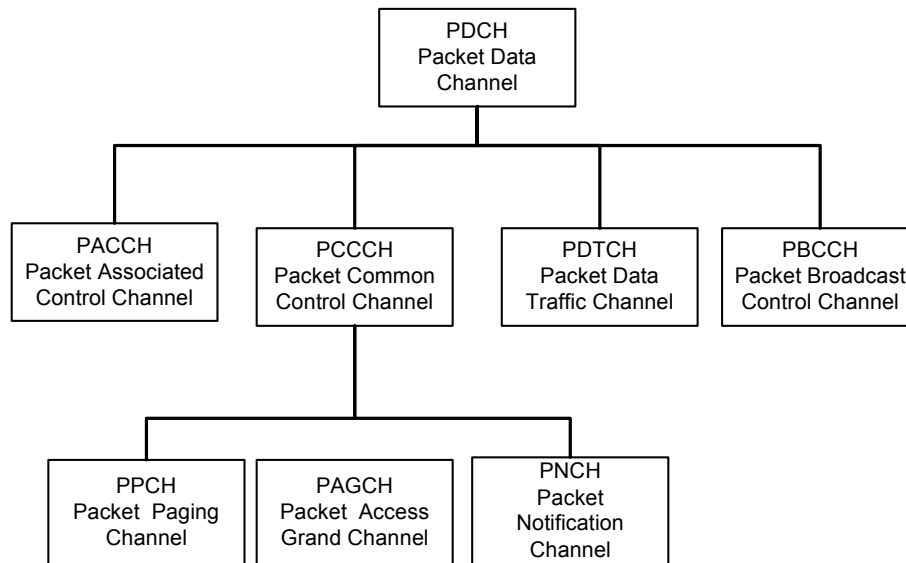 PDCH
Packet Data
Channel
PACCH
Packet Associated
Control Channel
PCCCH
Packet Common
Control Channel
PDTCH
Packet Data
Traffic Channel
PBCCH
Packet Broadcast
Control Channel
PPCH
Packet Paging
Channel
PAGCH
Packet Access
Grand Channel
PNCH
Packet
Notification
Channel